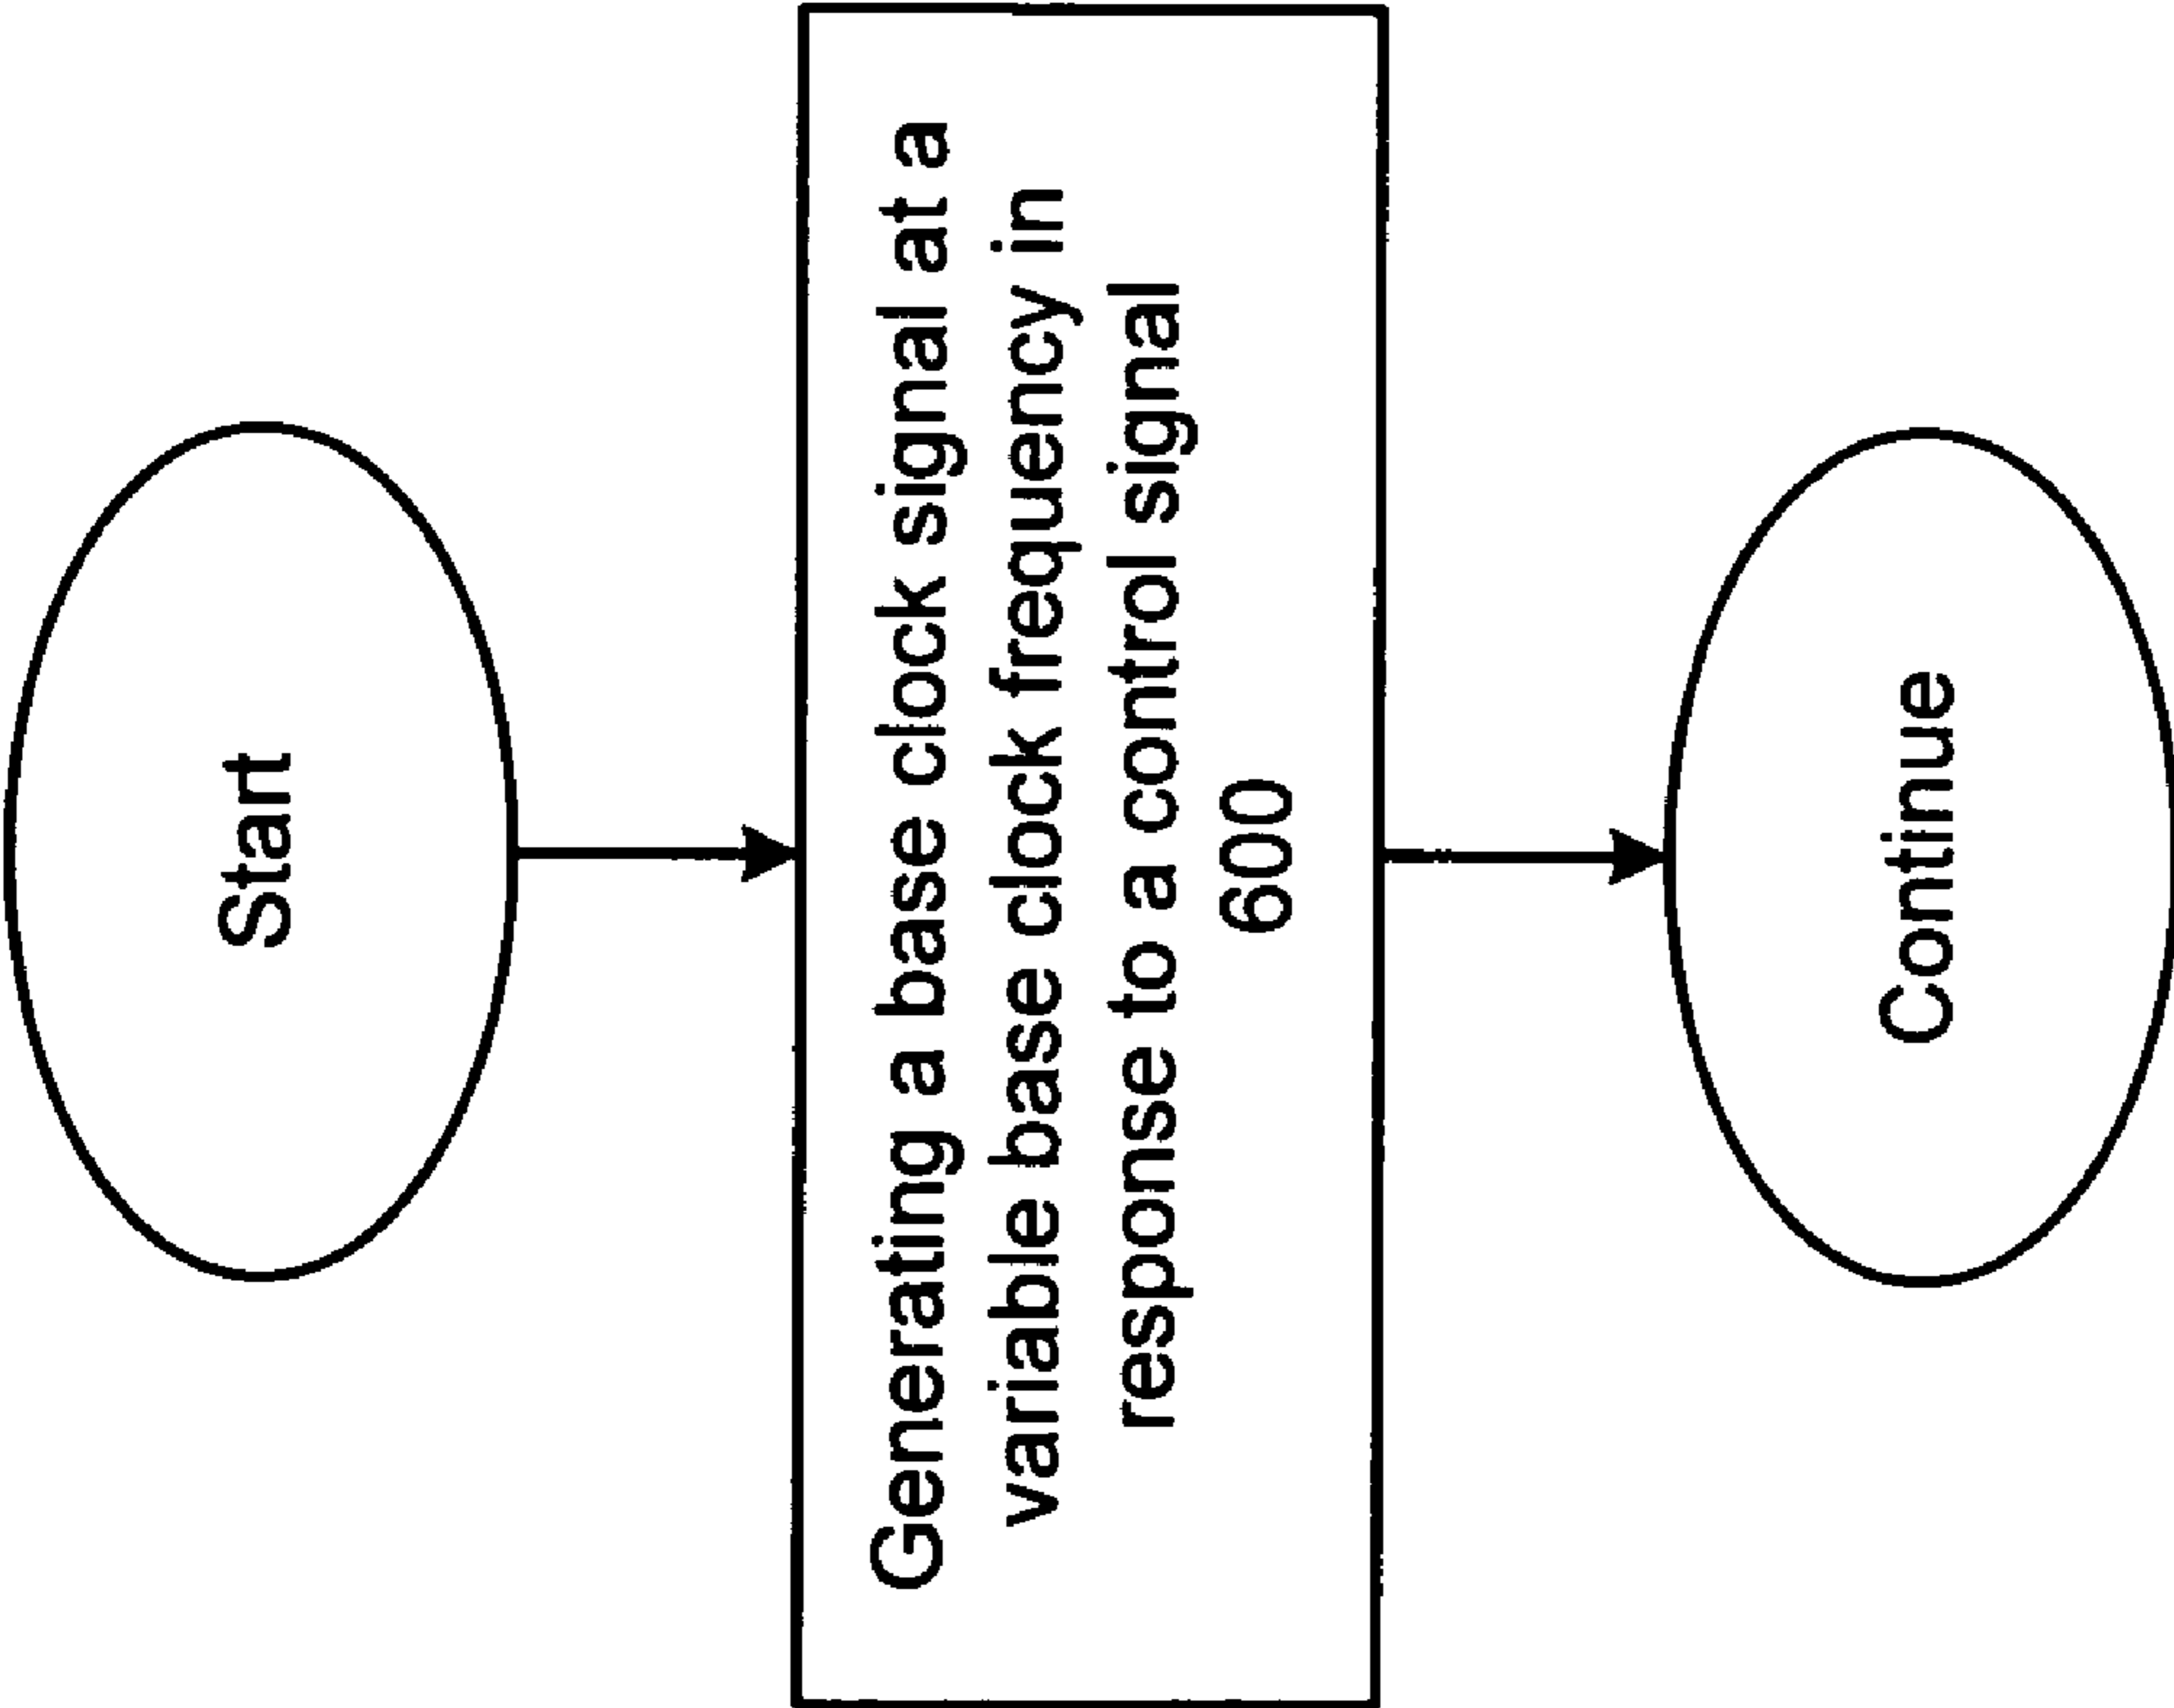 Start
Generating a base clock signal at a
variable base clock frequency in
response to a control signal
600
Continue